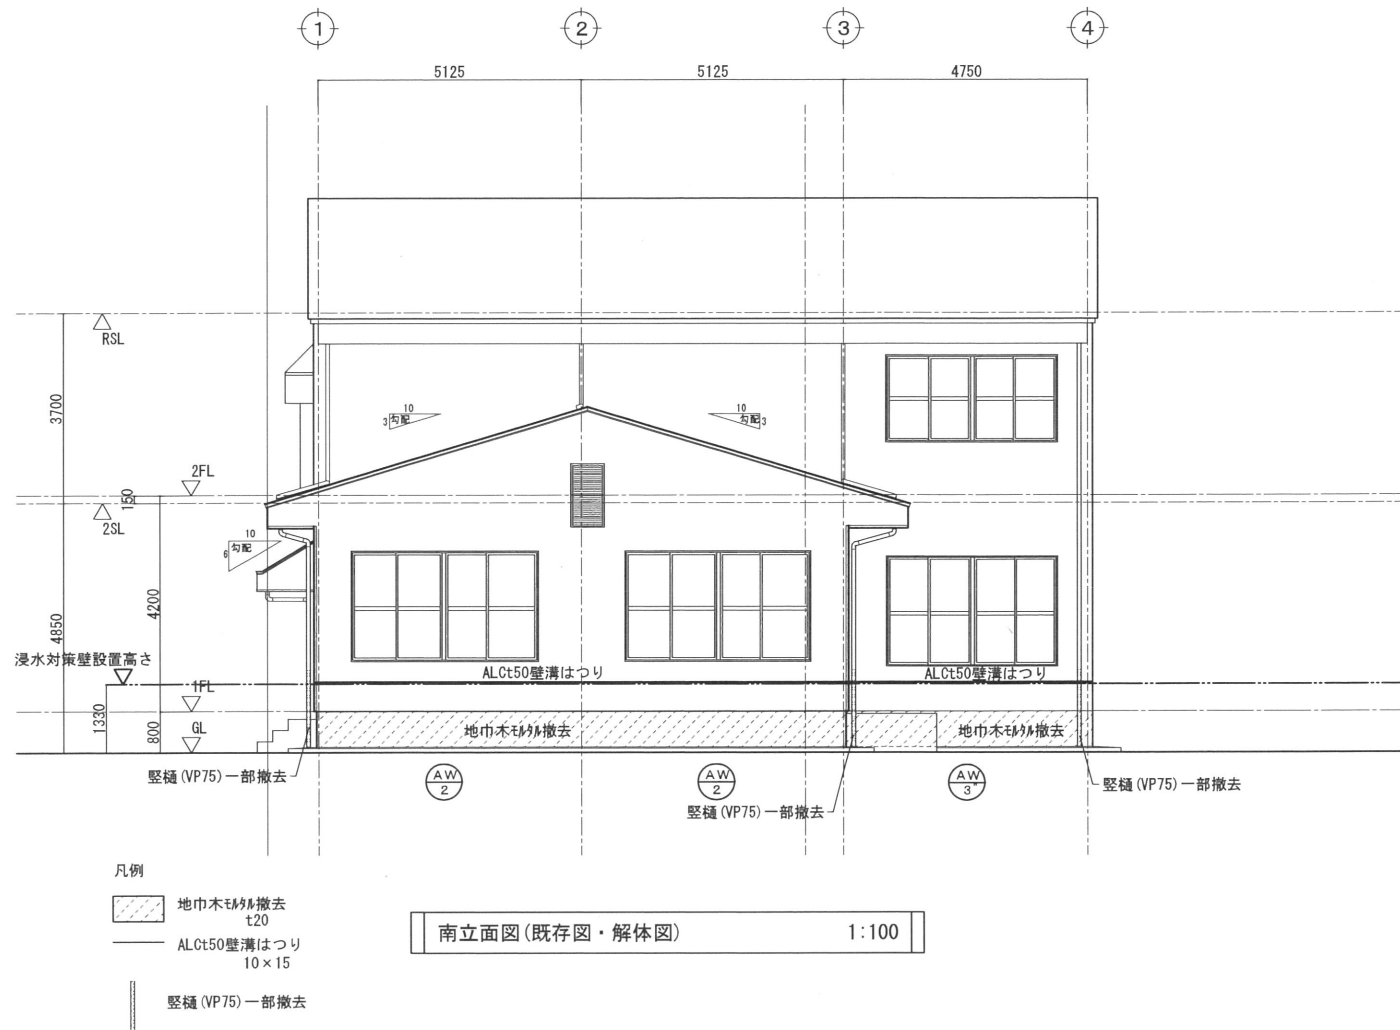 1 2 3 4
5125 5125 4750
RSL
3700
10
3 勾配
10
勾配 3
2FL
150
2SL
10
6 勾配
4200
4850
浸水対策壁設置高さ
ALCt50壁溝はつり
ALCt50壁溝はつり
1FL
1330
800
GL
地巾木ﾓﾙﾀﾙ撤去
地巾木ﾓﾙﾀﾙ撤去
竪樋(VP75)一部撤去
AW
2
AW
2
AW
3"
竪樋(VP75)一部撤去
竪樋(VP75)一部撤去
凡例
地巾木ﾓﾙﾀﾙ撤去
t20
ALCt50壁溝はつり
10×15
竪樋(VP75)一部撤去
南立面図(既存図・解体図) 1:100